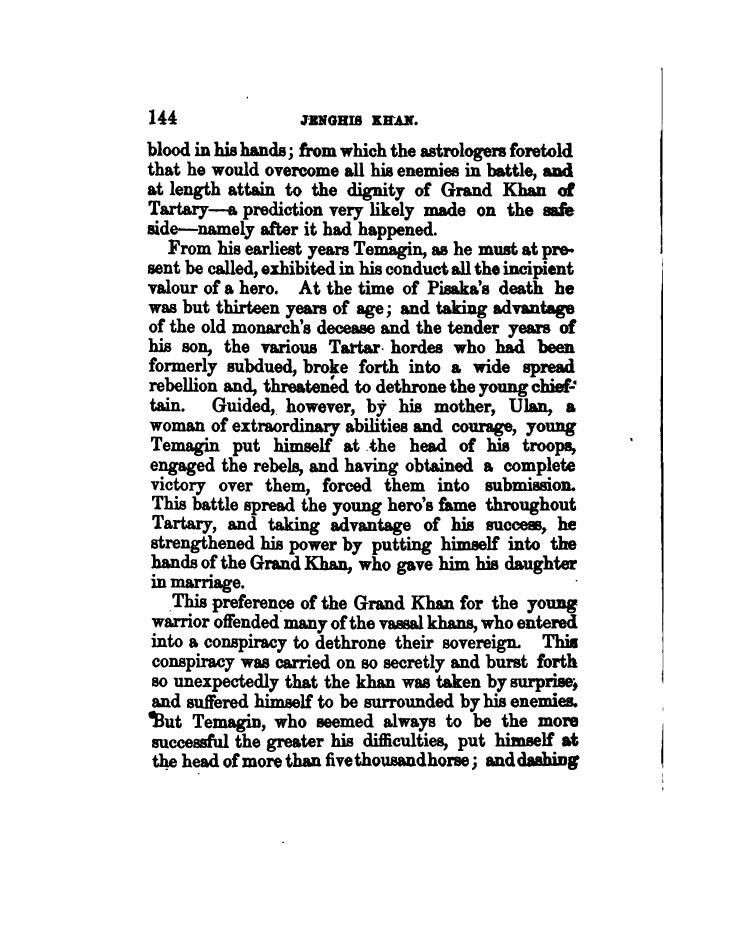 144 JENGHIS KHAN.
blood in his hands; from which the astrologers foretold
that he would overcome all his enemies in battle, and
at length attain to the dignity of Grand Khan of
Tartary—a prediction very likely made on the safe
side—namely after it had happened.
From his earliest years Temagin, as he must at pre-
sent be called, exhibited in his conduct all the incipient
valour of a hero. At the time of Pisaka's death he
was but thirteen years of age; and taking advantage
of the old monarch's decease and the tender years of
his son, the various Tartar hordes who had been
formerly subdued, broke forth into a wide spread
rebellion and, threatened to dethrone the young chief-
tain. Guided, however, by his mother, Ulan, a
woman of extraordinary abilities and courage, young
Temagin put himself at the head of his troops,
engaged the rebels, and having obtained a complete
victory over them, forced them into submission.
This battle spread the young hero's fame throughout
Tartary, and taking advantage of his success, he
strengthened his power by putting himself into the
hands of the Grand Khan, who gave him his daughter
in marriage.
This preference of the Grand Khan for the young
warrior offended many of the vassal khans, who entered
into a conspiracy to dethrone their sovereign. This
conspiracy was carried on so secretly and burst forth
so unexpectedly that the khan was taken by surprise,
and suffered himself to be surrounded by his enemies.
But Temagin, who seemed always to be the more
successful the greater his difficulties, put himself at
the head of more than five thousand horse; and dashing